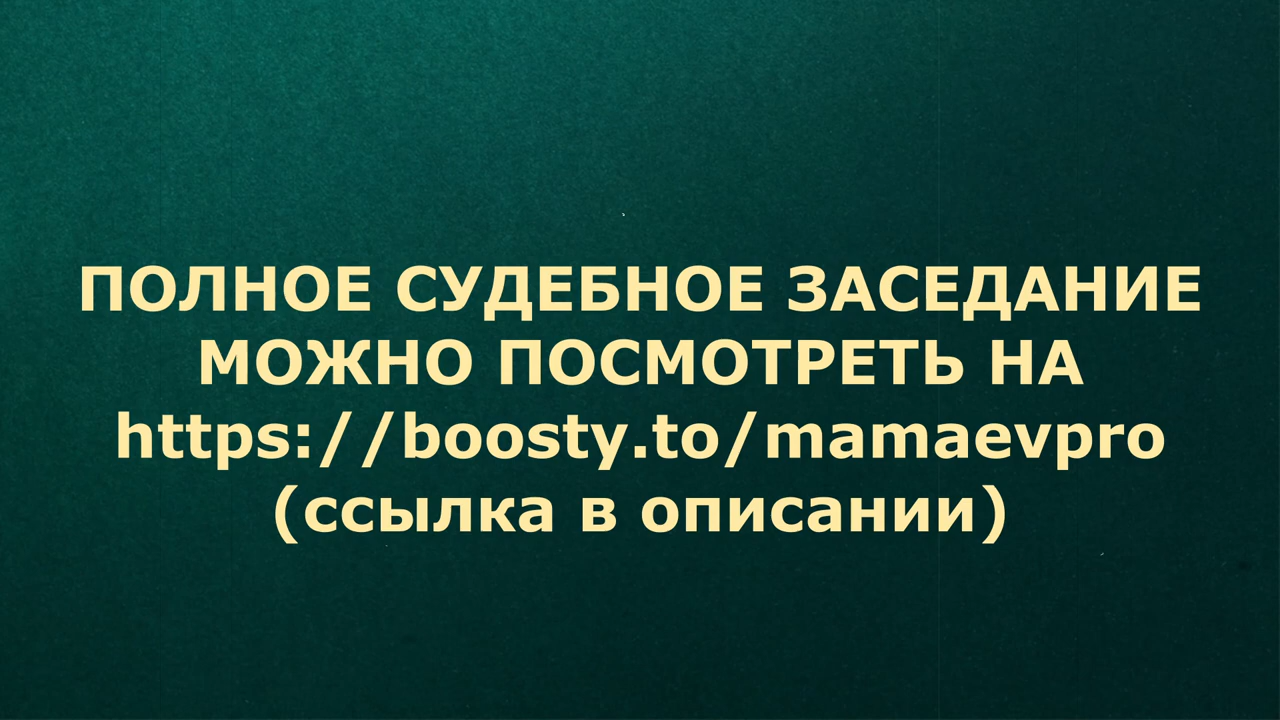 ПОЛНОЕ СУДЕБНОЕ ЗАСЕДАНИЕ
МОЖНО ПОСМОТРЕТЬ НА
https://boosty.to/mamaevpro
(ссылка в описании)